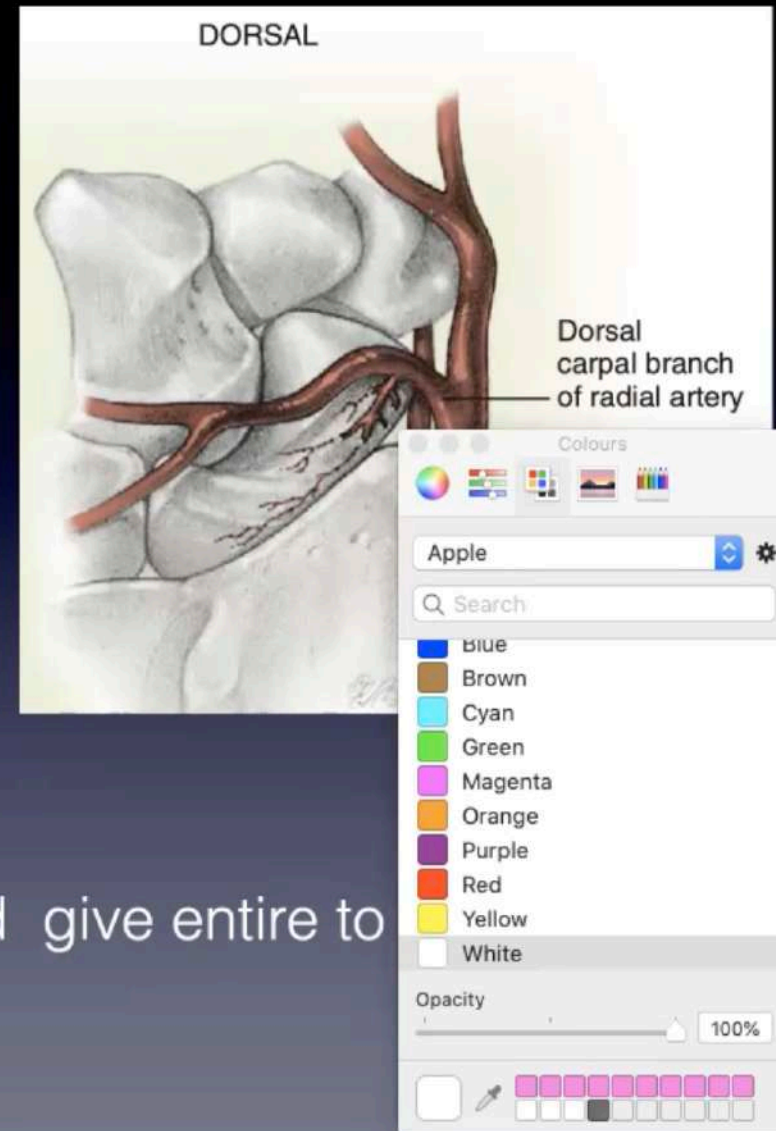 DORSAL
Dorsal
carpal branch
of radial artery
Colours
Apple
Search
Blue
Brown
Cyan
Green
Magenta
Orange
Purple
Red
Yellow
White
give entire to
Opacity
100%